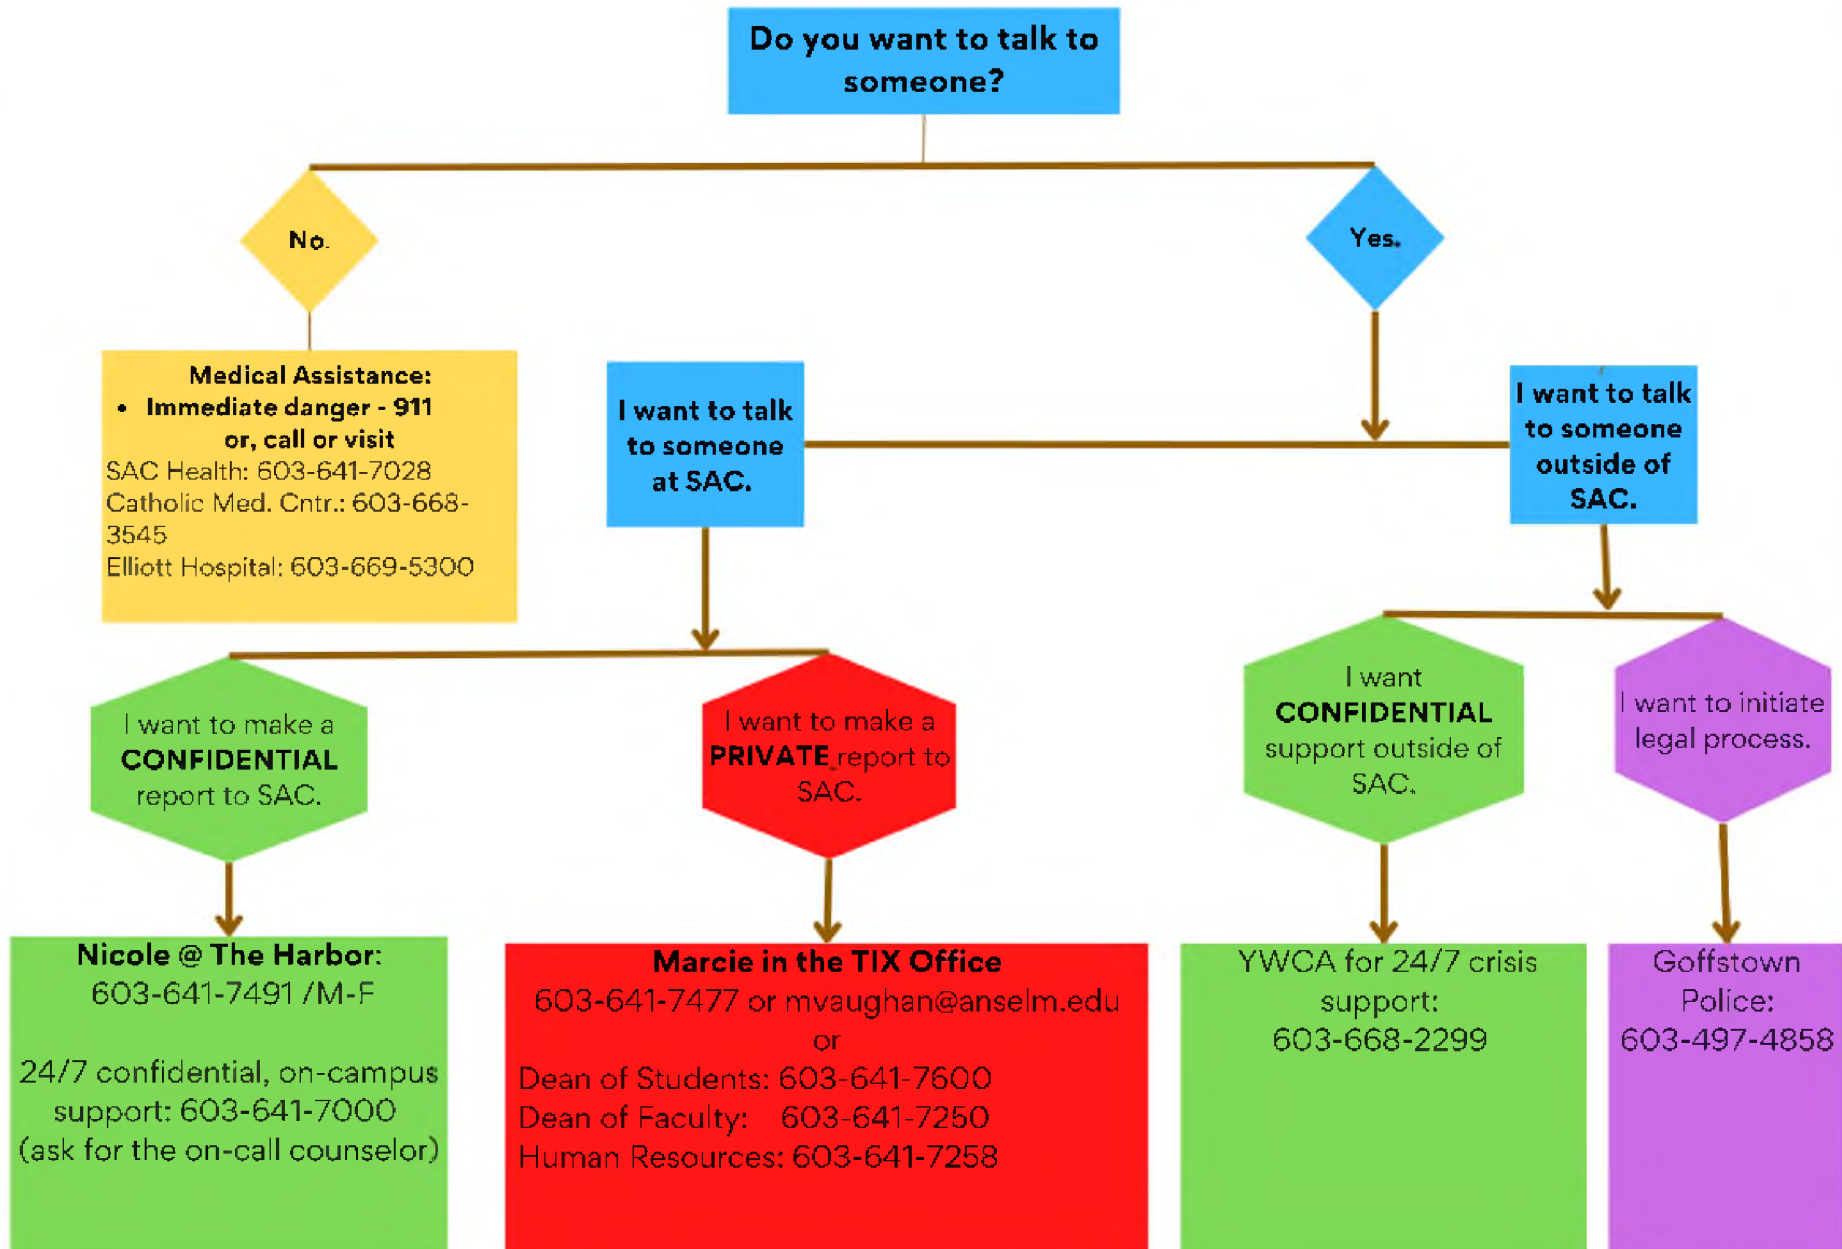 Do you want to talk to
someone?
No.
Yes.
Medical Assistance:
• Immediate danger - 911
or, call or visit
SAC Health: 603-641-7028
Catholic Med. Cntr.: 603-668-
3545
Elliott Hospital: 603-669-5300
I want to talk
to someone
at SAC.
I want to talk
to someone
outside of
SAC.
I want to make a
CONFIDENTIAL
report to SAC.
I want to make a
PRIVATE report to
SAC.
I want
CONFIDENTIAL
support outside of
SAC.
I want to initiate
legal process.
Nicole @ The Harbor:
603-641-7491 /M-F
24/7 confidential, on-campus
support: 603-641-7000
(ask for the on-call counselor)
Marcie in the TIX Office
603-641-7477 or mvaughan@anselm.edu
or
Dean of Students: 603-641-7600
Dean of Faculty: 603-641-7250
Human Resources: 603-641-7258
YWCA for 24/7 crisis
support:
603-668-2299
Goffstown
Police:
603-497-4858